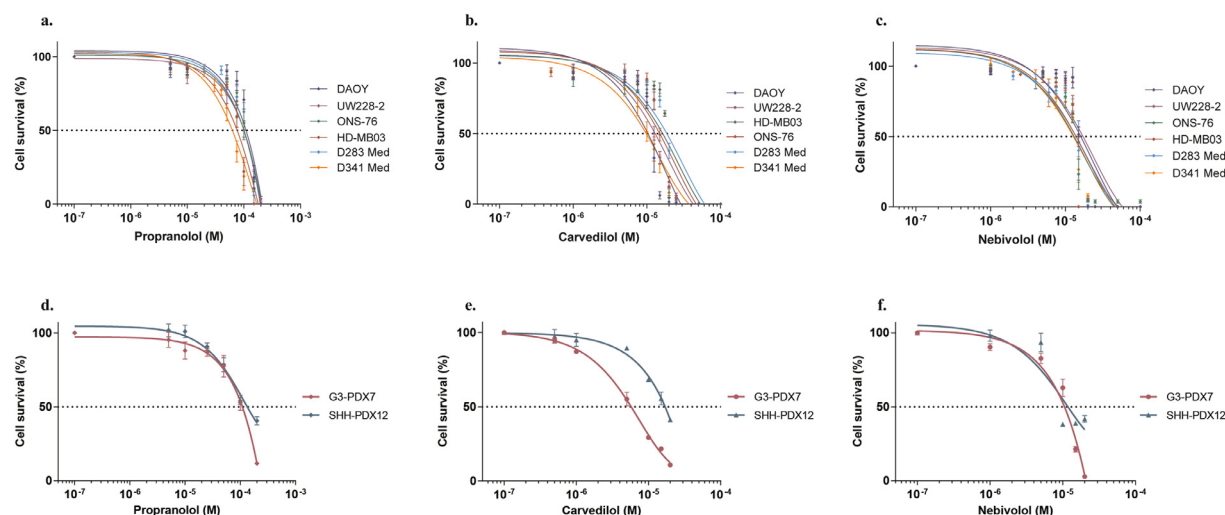 a.
Cell survival (%)
100
50
0
10-7
10-6
10-5
10-4
10-3
Propranolol (M)
DAOY
UW228-2
ONS-76
HD-MB03
D283 Med
D341 Med
b.
Cell survival (%)
100
50
0
10-7
10-6
10-5
10-4
Carvedilol (M)
DAOY
UW228-2
HD-MB03
ONS-76
D283 Med
D341 Med
c.
Cell survival (%)
100
50
0
10-7
10-6
10-5
10-4
Nebivolol (M)
DAOY
UW228-2
ONS-76
HD-MB03
D283 Med
D341 Med
d.
Cell survival (%)
100
50
0
10-7
10-6
10-5
10-4
10-3
Propranolol (M)
G3-PDX7
SHH-PDX12
e.
Cell survival (%)
100
50
0
10-7
10-6
10-5
10-4
Carvedilol (M)
G3-PDX7
SHH-PDX12
f.
Cell survival (%)
100
50
0
10-7
10-6
10-5
10-4
Nebivolol (M)
G3-PDX7
SHH-PDX12